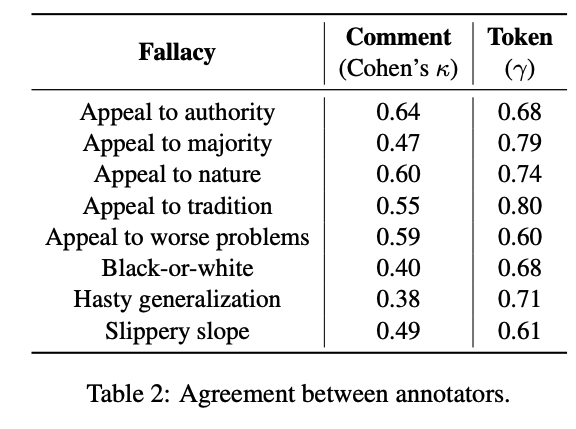 Fallacy Comment Token
(Cohen's κ) (γ)
Appeal to authority 0.64 0.68
Appeal to majority 0.47 0.79
Appeal to nature 0.60 0.74
Appeal to tradition 0.55 0.80
Appeal to worse problems 0.59 0.60
Black-or-white 0.40 0.68
Hasty generalization 0.38 0.71
Slippery slope 0.49 0.61
Table 2: Agreement between annotators.